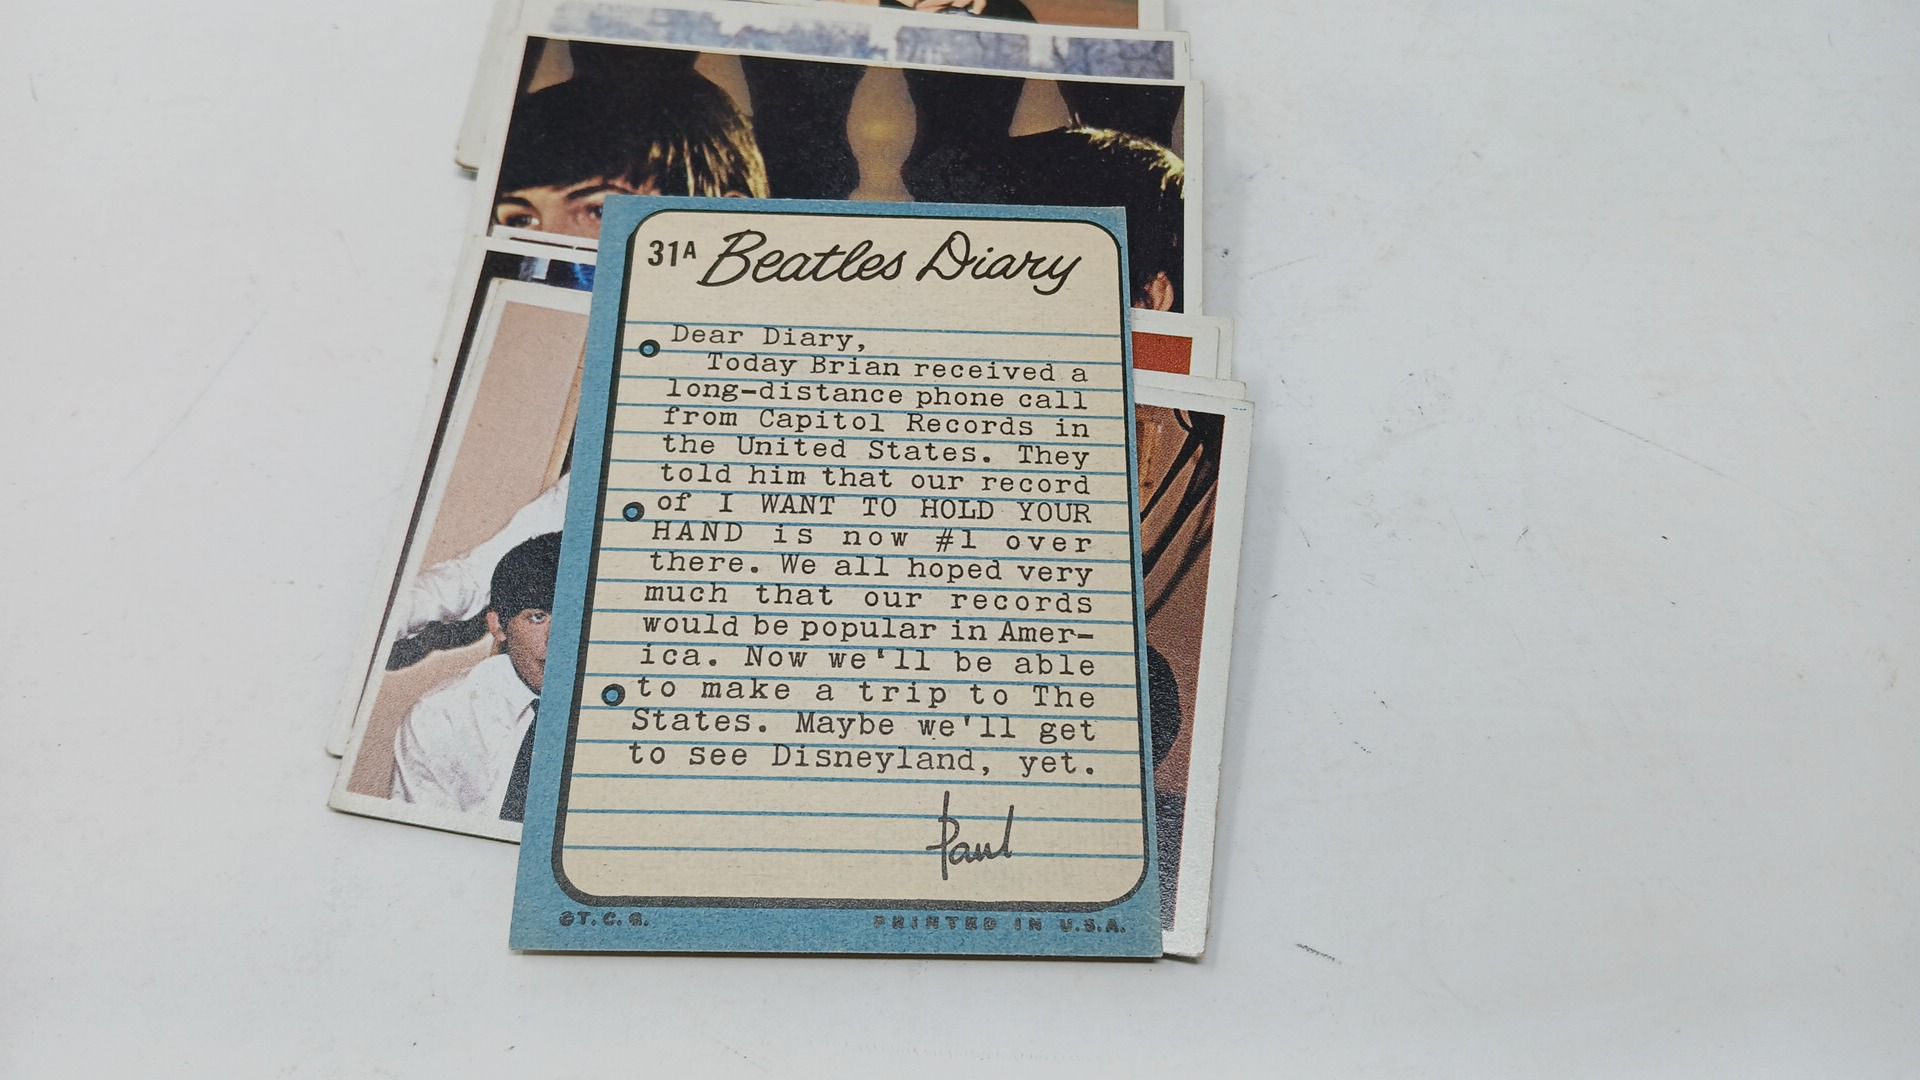 31A Beatles Diary
Dear Diary,
Today Brian received a
long-distance phone call
from Capitol Records in
the United States. They
told him that our record
of I WANT TO HOLD YOUR
HAND is now #1 over
there. We all hoped very
much that our records
would be popular in Amer-
ica. Now we'll be able
to make a trip to The
States. Maybe we'll get
to see Disneyland, yet.
Paul
©T.C.G. PRINTED IN U.S.A.